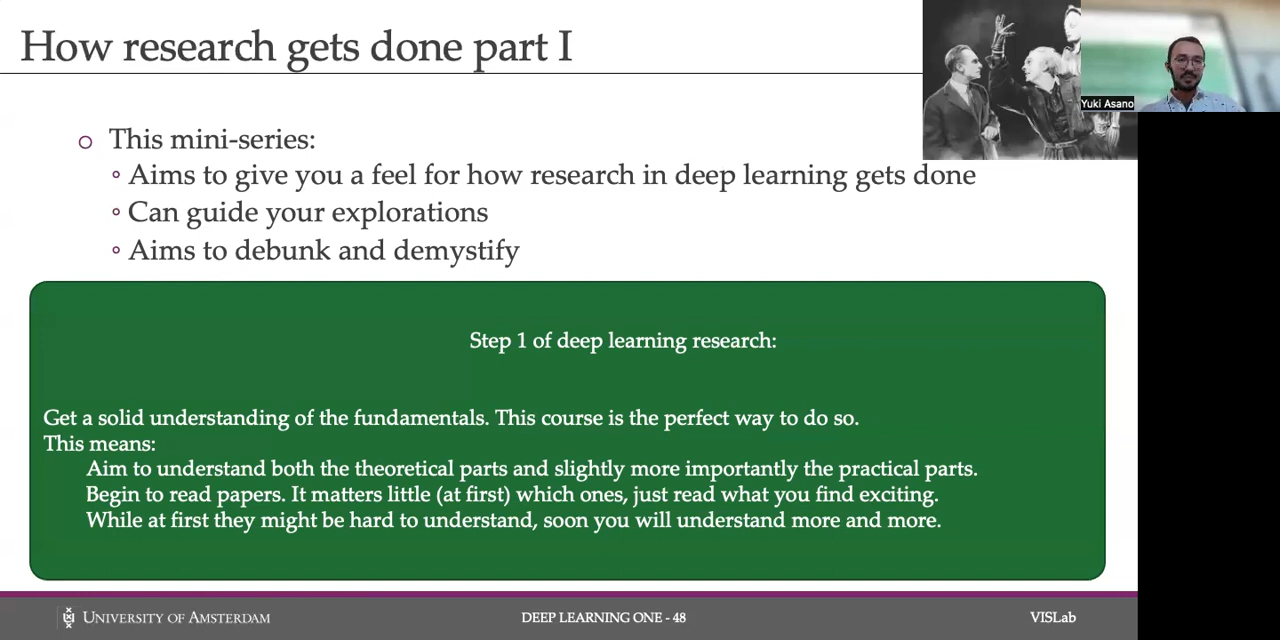 How research gets done part I
Yuki Asano
This mini-series:
Aims to give you a feel for how research in deep learning gets done
Can guide your explorations
Aims to debunk and demystify
Step 1 of deep learning research:
Get a solid understanding of the fundamentals. This course is the perfect way to do so.
This means:
Aim to understand both the theoretical parts and slightly more importantly the practical parts.
Begin to read papers. It matters little (at first) which ones, just read what you find exciting.
While at first they might be hard to understand, soon you will understand more and more.
UNIVERSITY OF AMSTERDAM
DEEP LEARNING ONE - 48
VISLab